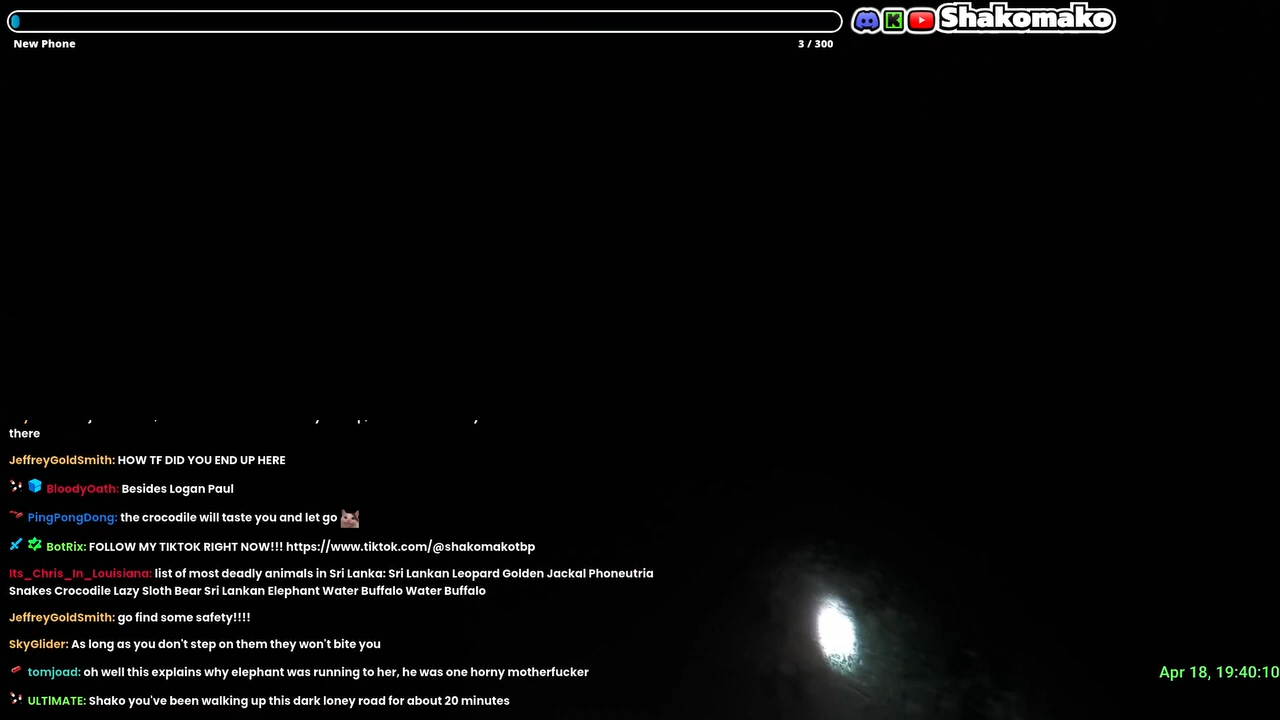 Shakomako
New Phone
3 / 300
there
JeffreyGoldSmith: HOW TF DID YOU END UP HERE
BloodyOath: Besides Logan Paul
PingPongDong: the crocodile will taste you and let go
BotRix: FOLLOW MY TIKTOK RIGHT NOW!!! https://www.tiktok.com/@shakomakotbp
Its_Chris_In_Louisiana: list of most deadly animals in Sri Lanka: Sri Lankan Leopard Golden Jackal Phoneutria
Snakes Crocodile Lazy Sloth Bear Sri Lankan Elephant Water Buffalo Water Buffalo
JeffreyGoldSmith: go find some safety!!!!
SkyGlider: As long as you don't step on them they won't bite you
tomjoad: oh well this explains why elephant was running to her, he was one horny motherfucker
Apr 18, 19:40:10
ULTIMATE: Shako you've been walking up this dark loney road for about 20 minutes